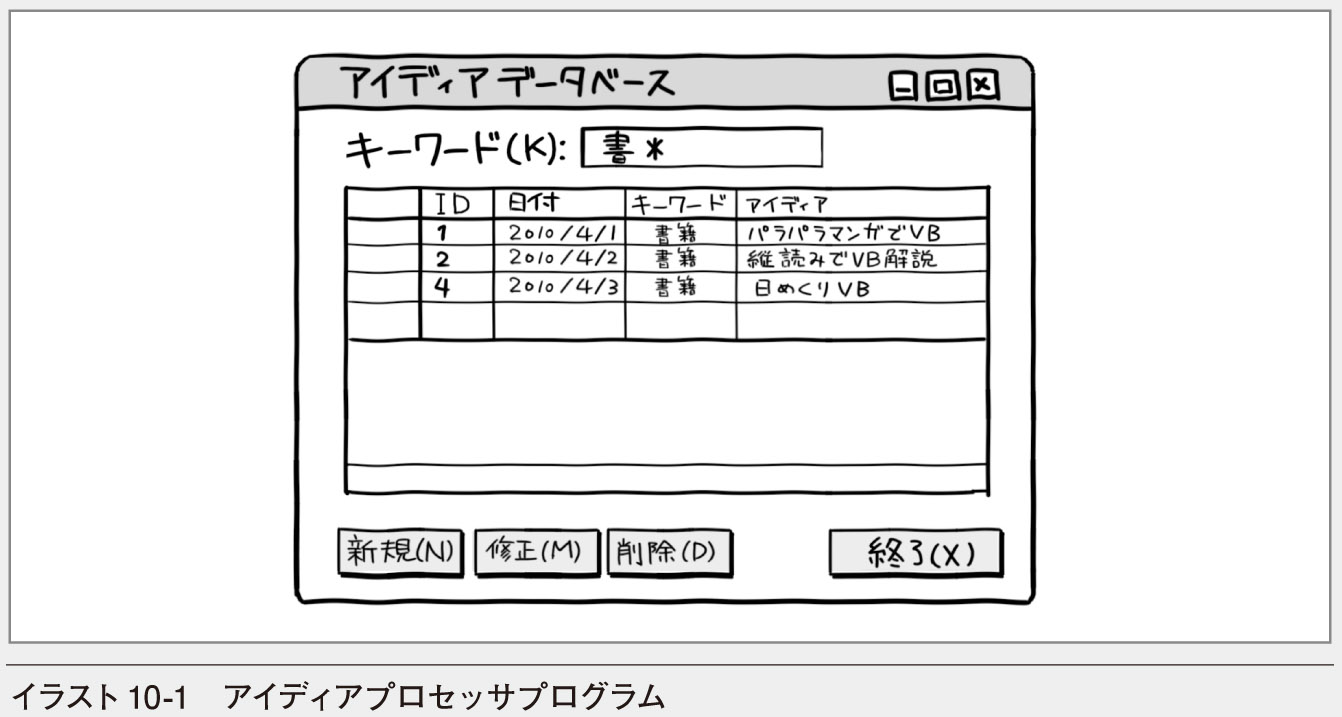 アイディアデータベース
キーワード(K): 書*
ID 日付 キーワード アイディア
1 2010/4/1 書籍 パラパラマンガでVB
2 2010/4/2 書籍 縦読みでVB解説
4 2010/4/3 書籍 日めくりVB
新規(N) 修正(M) 削除(D) 終了(X)
イラスト10-1 アイディアプロセッサプログラム